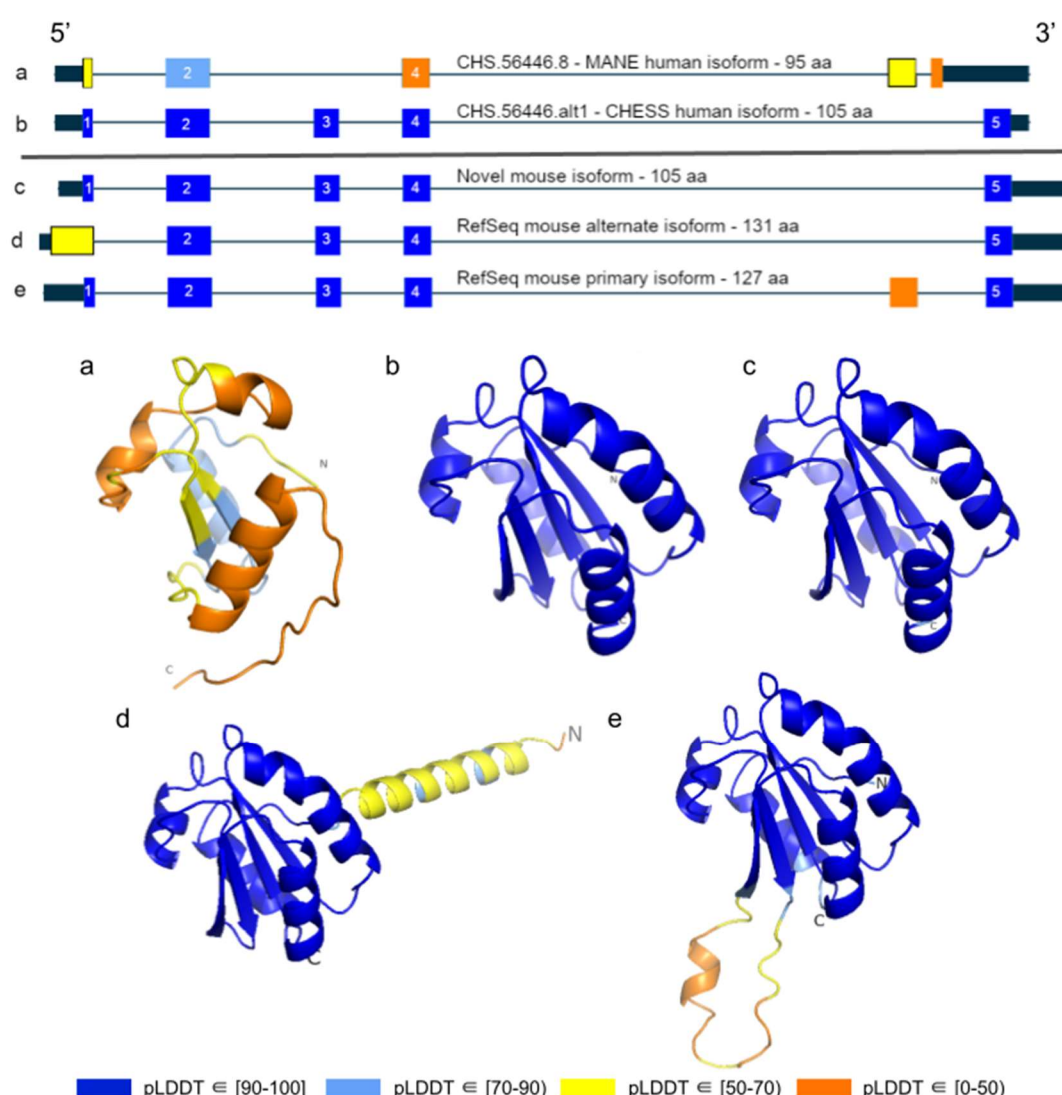 5’ 3’
a 2 4 CHS.56446.8 - MANE human isoform - 95 aa
b 1 2 3 4 CHS.56446.alt1 - CHESS human isoform - 105 aa 5
c 1 2 3 4 Novel mouse isoform - 105 aa 5
d 2 3 4 RefSeq mouse alternate isoform - 131 aa 5
e 1 2 3 4 RefSeq mouse primary isoform - 127 aa 5
a b c
N N N
C C C
d e
N N
C C
pLDDT ∈ [90-100] pLDDT ∈ [70-90) pLDDT ∈ [50-70) pLDDT ∈ [0-50)